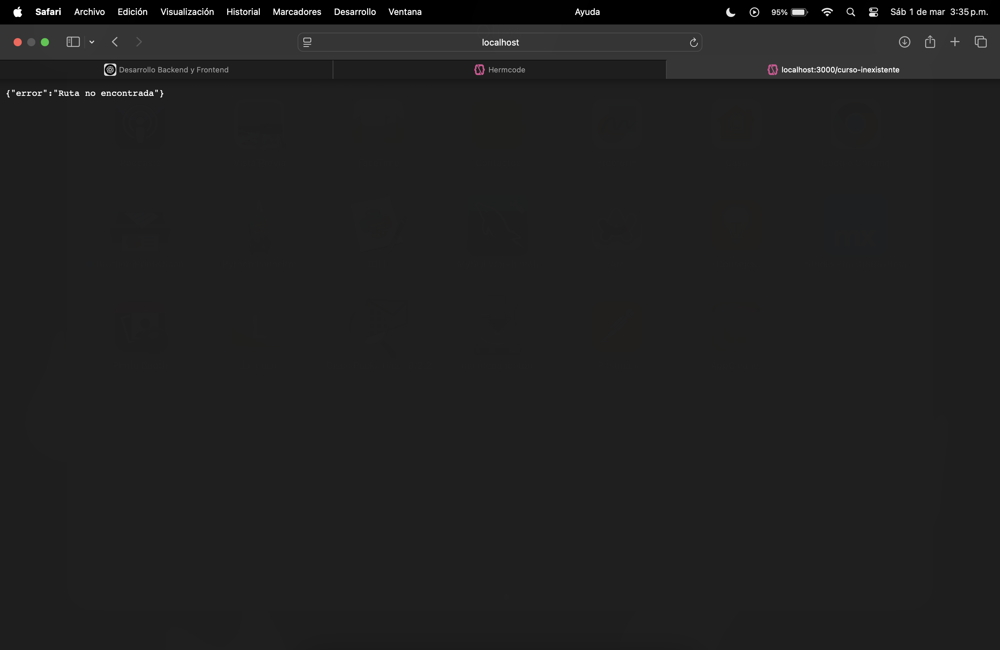 Safari Archivo Edición Visualización Historial Marcadores Desarrollo Ventana Ayuda 95% Sáb 1 de mar 3:35 p.m.
localhost
Desarrollo Backend y Frontend Hermcode localhost:3000/curso-inexistente
{"error":"Ruta no encontrada"}